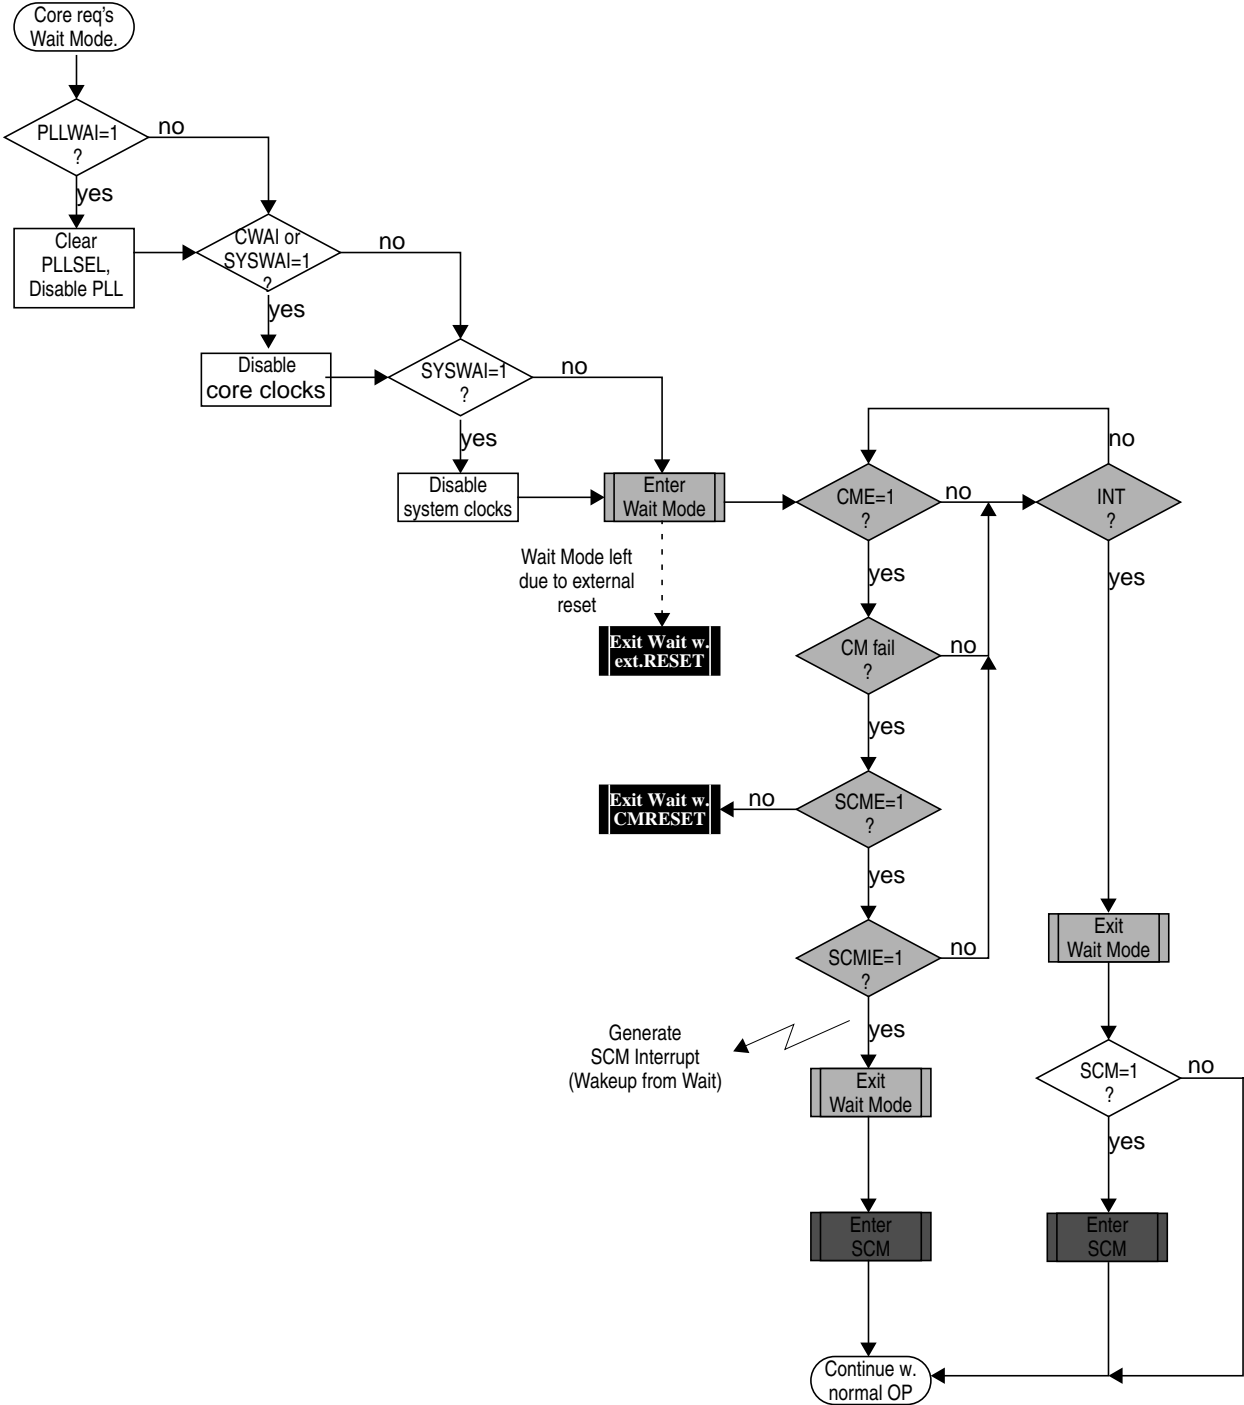 Core req's
Wait Mode.
PLLWAI=1
?
no
yes
Clear
PLLSEL,
Disable PLL
CWAI or
SYSWAI=1
?
no
yes
Disable
core clocks
SYSWAI=1
?
no
yes
Disable
system clocks
Enter
Wait Mode
Wait Mode left
due to external
reset
Exit Wait w.
ext.RESET
CME=1
?
no
yes
INT
?
no
yes
CM fail
?
no
yes
SCME=1
?
no
yes
Exit Wait w.
CMRESET
SCMIE=1
?
no
yes
Generate
SCM Interrupt
(Wakeup from Wait)
Exit
Wait Mode
Enter
SCM
Exit
Wait Mode
SCM=1
?
no
yes
Enter
SCM
Continue w.
normal OP